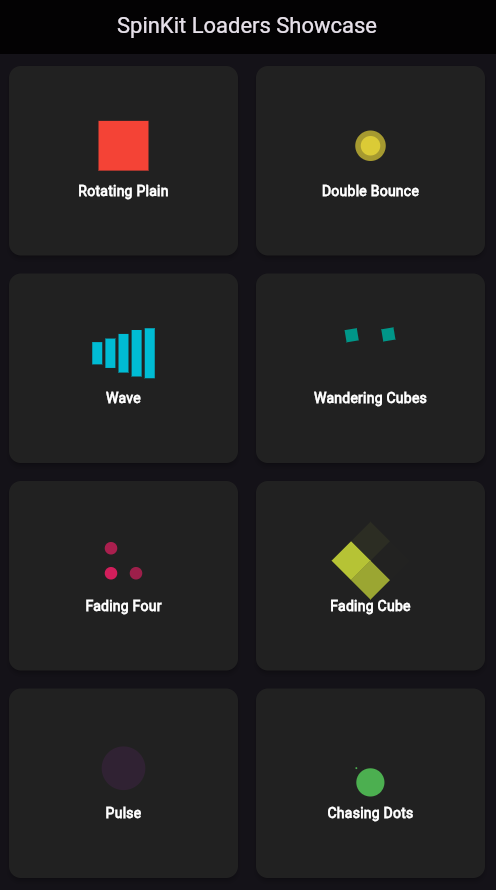 SpinKit Loaders Showcase
Rotating Plain
Double Bounce
Wave
Wandering Cubes
Fading Four
Fading Cube
Pulse
Chasing Dots